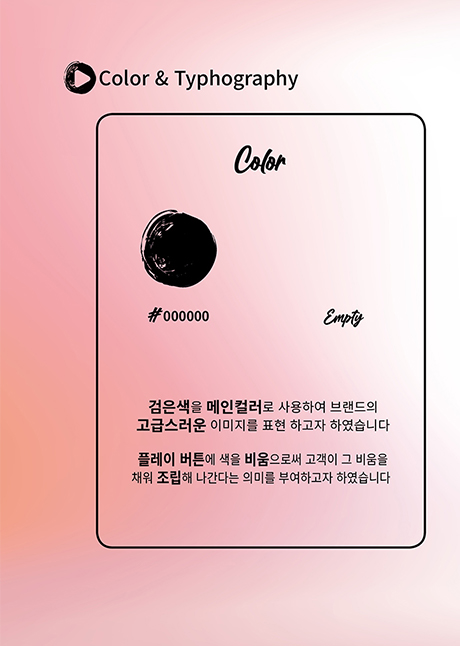 Color & Typhography
Color
#000000
Empty
검은색을 메인컬러로 사용하여 브랜드의
고급스러운 이미지를 표현 하고자 하였습니다
플레이 버튼에 색을 비움으로써 고객이 그 비움을
채워 조립해 나간다는 의미를 부여하고자 하였습니다